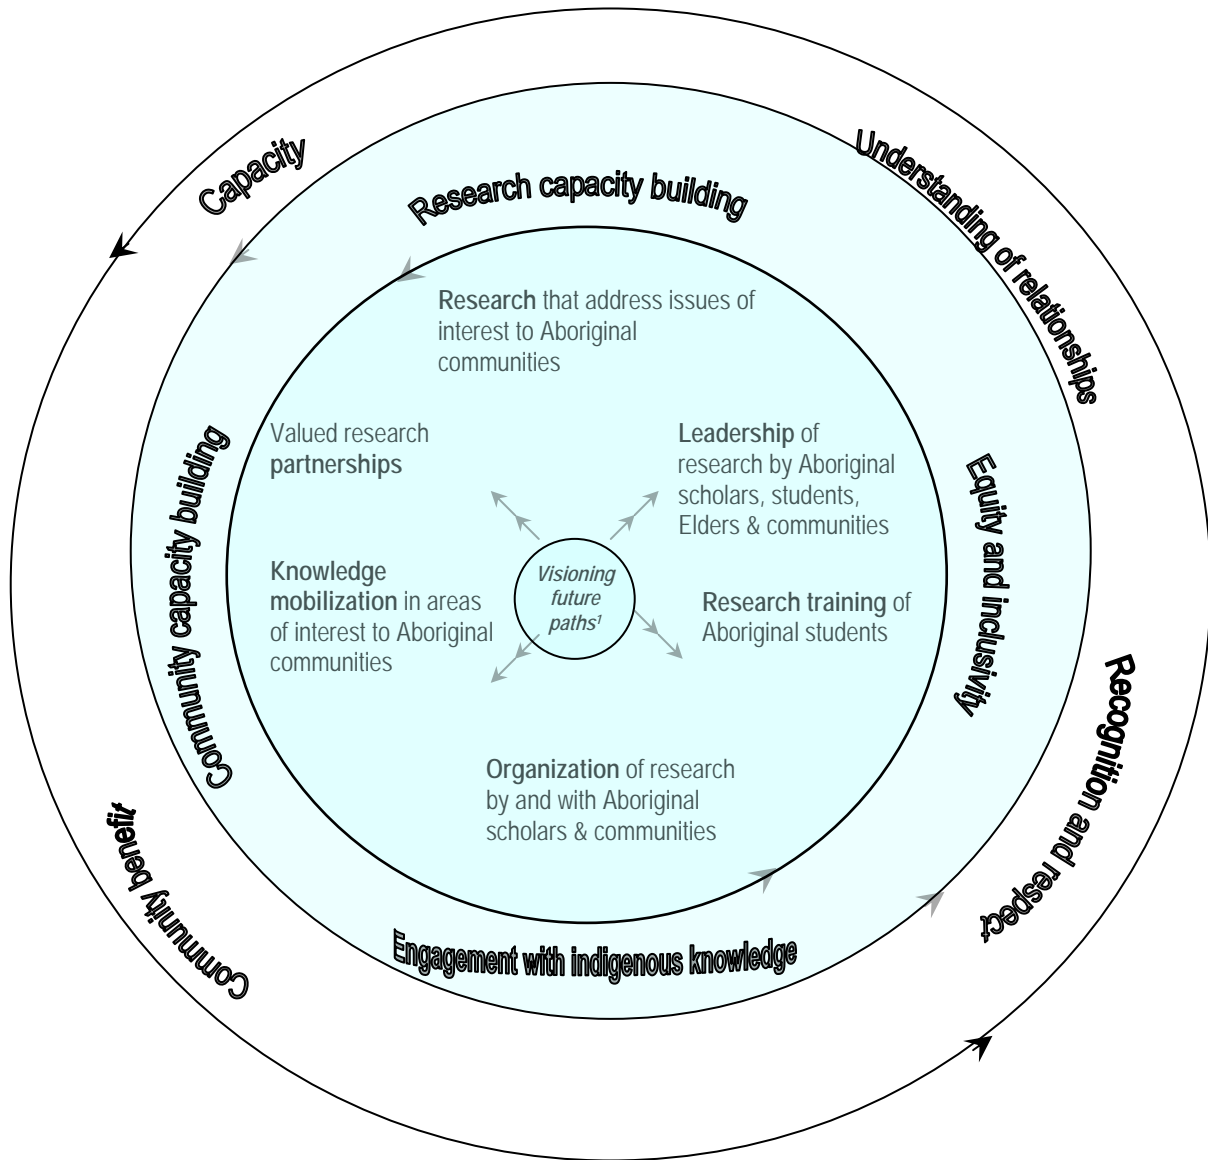 Capacity
Understanding of relationships
Research capacity building
Research that address issues of
interest to Aboriginal
communities
Valued research
partnerships
Leadership of
research by Aboriginal
scholars, students,
Elders & communities
Equity and inclusivity
Community capacity building
Knowledge
mobilization in areas
of interest to Aboriginal
communities
Visioning
future
paths¹
Research training of
Aboriginal students
Recognition and respect
Organization of research
by and with Aboriginal
scholars & communities
Community benefit
Engagement with indigenous knowledge